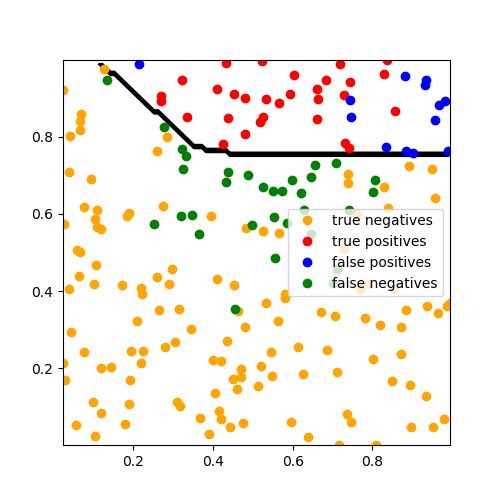 0.8
0.6
0.4
0.2
true negatives
true positives
false positives
false negatives
0.2 0.4 0.6 0.8